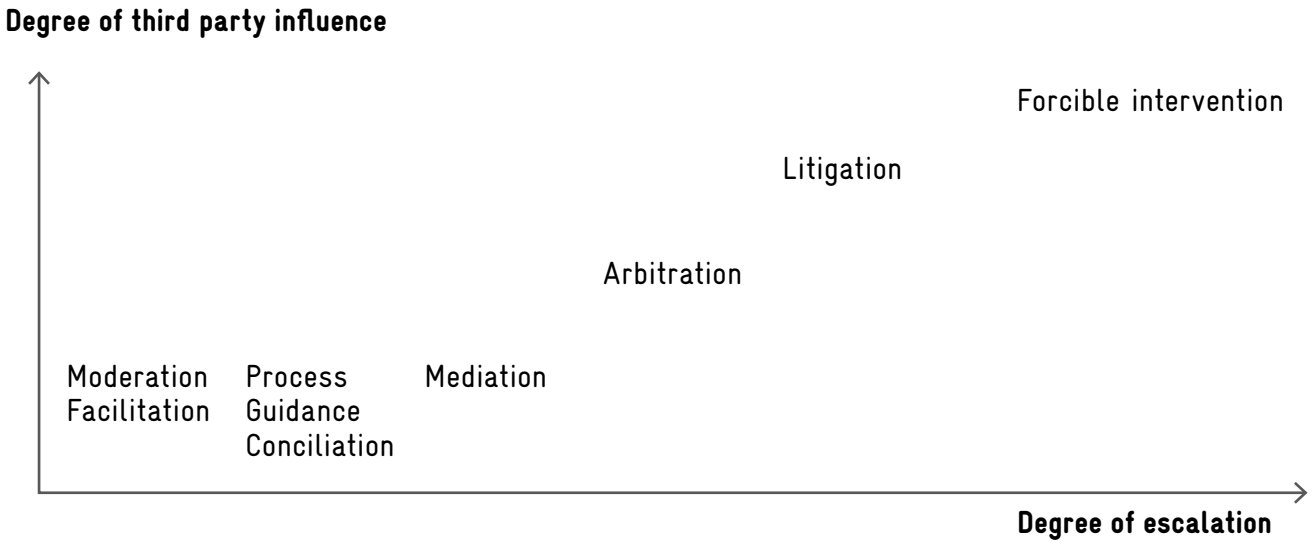 Degree of third party influence
Forcible intervention
Litigation
Arbitration
Moderation
Facilitation
Process
Guidance
Conciliation
Mediation
Degree of escalation